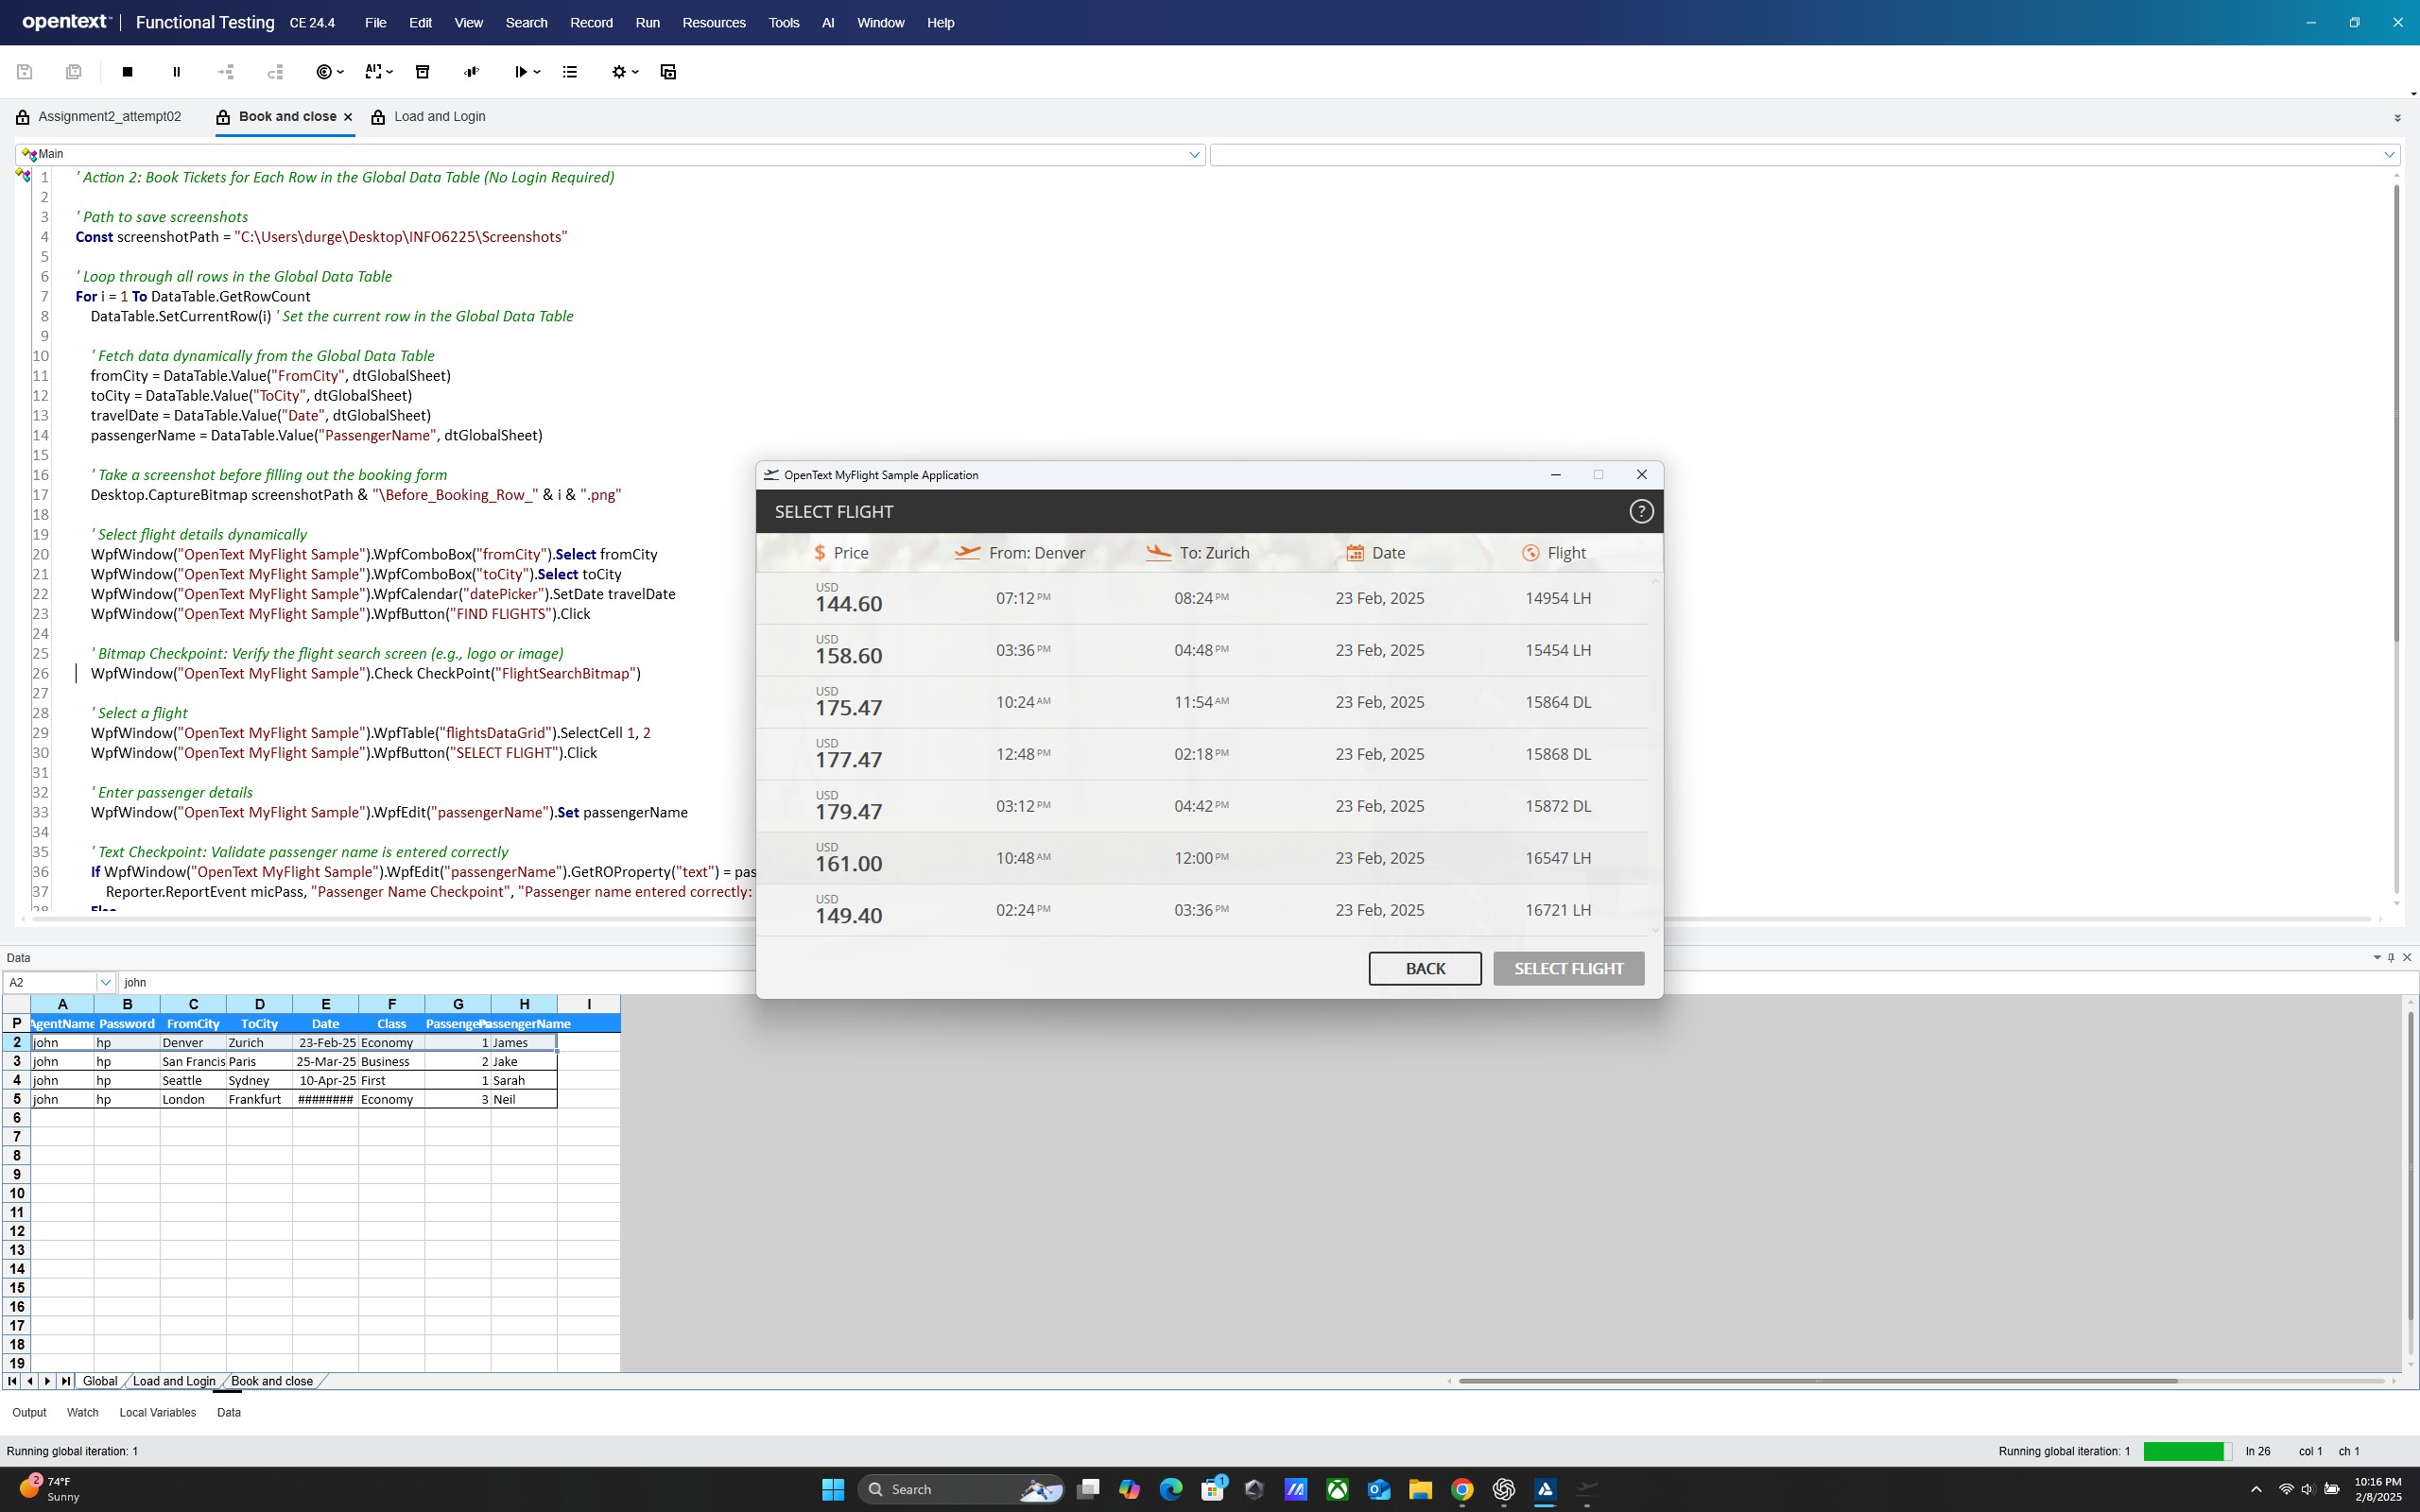 opentext™ | Functional Testing CE 24.4 File Edit View Search Record Run Resources Tools AI Window Help
Assignment2_attempt02 Book and close × Load and Login
Main
1 ' Action 2: Book Tickets for Each Row in the Global Data Table (No Login Required)
2
3 ' Path to save screenshots
4 Const screenshotPath = "C:\Users\durge\Desktop\INFO6225\Screenshots"
5
6 ' Loop through all rows in the Global Data Table
7 For i = 1 To DataTable.GetRowCount
8 DataTable.SetCurrentRow(i) ' Set the current row in the Global Data Table
9
10 ' Fetch data dynamically from the Global Data Table
11 fromCity = DataTable.Value("FromCity", dtGlobalSheet)
12 toCity = DataTable.Value("ToCity", dtGlobalSheet)
13 travelDate = DataTable.Value("Date", dtGlobalSheet)
14 passengerName = DataTable.Value("PassengerName", dtGlobalSheet)
15
16 ' Take a screenshot before filling out the booking form
17 Desktop.CaptureBitmap screenshotPath & "\Before_Booking_Row_" & i & ".png"
18
19 ' Select flight details dynamically
20 WpfWindow("OpenText MyFlight Sample").WpfComboBox("fromCity").Select fromCity
21 WpfWindow("OpenText MyFlight Sample").WpfComboBox("toCity").Select toCity
22 WpfWindow("OpenText MyFlight Sample").WpfCalendar("datePicker").SetDate travelDate
23 WpfWindow("OpenText MyFlight Sample").WpfButton("FIND FLIGHTS").Click
24
25 ' Bitmap Checkpoint: Verify the flight search screen (e.g., logo or image)
26 WpfWindow("OpenText MyFlight Sample").Check CheckPoint("FlightSearchBitmap")
27
28 ' Select a flight
29 WpfWindow("OpenText MyFlight Sample").WpfTable("flightsDataGrid").SelectCell 1, 2
30 WpfWindow("OpenText MyFlight Sample").WpfButton("SELECT FLIGHT").Click
31
32 ' Enter passenger details
33 WpfWindow("OpenText MyFlight Sample").WpfEdit("passengerName").Set passengerName
34
35 ' Text Checkpoint: Validate passenger name is entered correctly
36 If WpfWindow("OpenText MyFlight Sample").WpfEdit("passengerName").GetROProperty("text") = pas
37 Reporter.ReportEvent micPass, "Passenger Name Checkpoint", "Passenger name entered correctly:
38 Else
OpenText MyFlight Sample Application
SELECT FLIGHT ?
$ Price From: Denver To: Zurich Date Flight
USD
144.60 07:12 PM 08:24 PM 23 Feb, 2025 14954 LH
USD
158.60 03:36 PM 04:48 PM 23 Feb, 2025 15454 LH
USD
175.47 10:24 AM 11:54 AM 23 Feb, 2025 15864 DL
USD
177.47 12:48 PM 02:18 PM 23 Feb, 2025 15868 DL
USD
179.47 03:12 PM 04:42 PM 23 Feb, 2025 15872 DL
USD
161.00 10:48 AM 12:00 PM 23 Feb, 2025 16547 LH
USD
149.40 02:24 PM 03:36 PM 23 Feb, 2025 16721 LH
BACK SELECT FLIGHT
Data
A2 john
A B C D E F G H I
P AgentName Password FromCity ToCity Date Class Passengers PassengerName
2 john hp Denver Zurich 23-Feb-25 Economy 1 James
3 john hp San Francis Paris 25-Mar-25 Business 2 Jake
4 john hp Seattle Sydney 10-Apr-25 First 1 Sarah
5 john hp London Frankfurt ######## Economy 3 Neil
6
7
8
9
10
11
12
13
14
15
16
17
18
19
Global Load and Login Book and close
Output Watch Local Variables Data
Running global iteration: 1 Running global iteration: 1 ln 26 col 1 ch 1
2 74°F
Sunny
Search
1
10:16 PM
2/8/2025